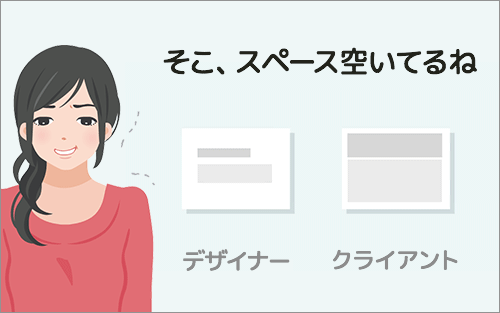 そこ、スペース空いてるね
デザイナー
クライアント